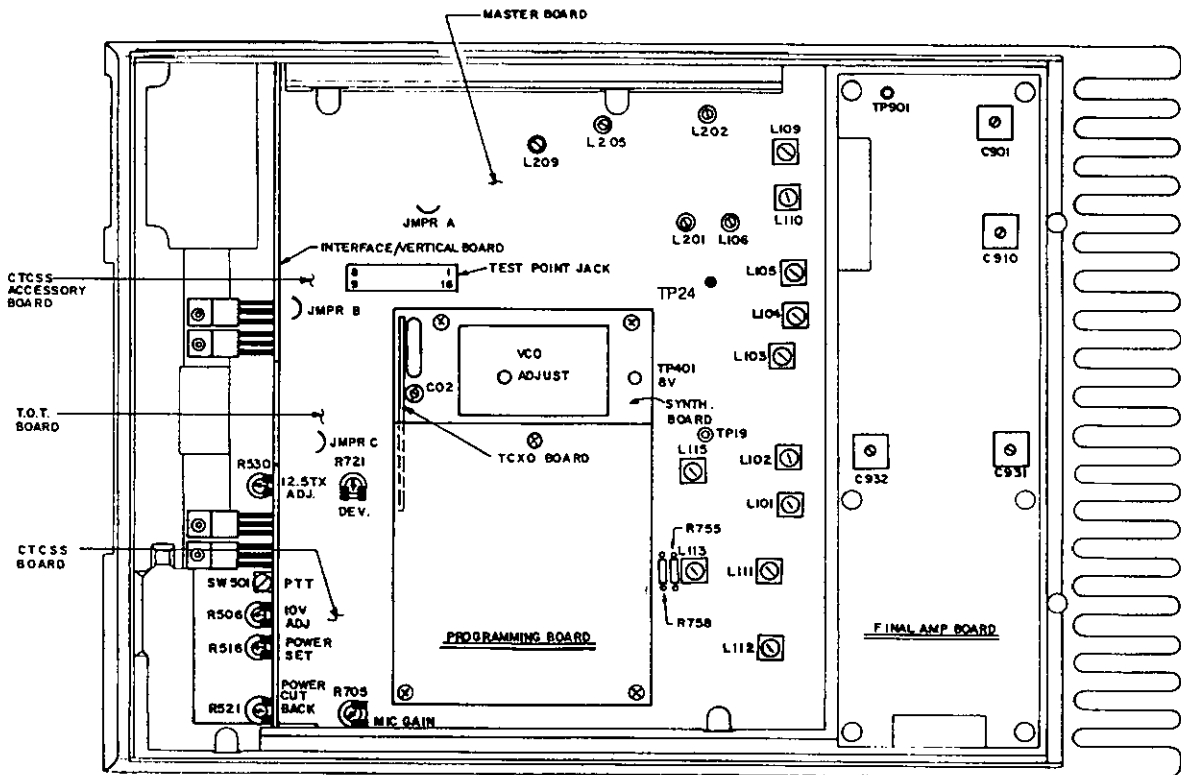 MASTER BOARD
TP901
C901
L202
L205
L209
L109
L110
JMPR A
L201
L106
C910
INTERFACE/VERTICAL BOARD
TEST POINT JACK
8 1
9 16
CTCSS
ACCESSORY
BOARD
L105
TP24
JMPR B
L104
VCO
ADJUST
L103
TP401
8V
C02
SYNTH.
BOARD
T.O.T.
BOARD
TP19
JMPR C
TCXO BOARD
L115
L102
R530
R721
12.5TX
ADJ.
C932
C931
L101
DEV.
R755
CTCSS
BOARD
L113
L111
SW501
PTT
R506
10V
ADJ
R758
FINAL AMP BOARD
PROGRAMMING BOARD
R516
POWER
SET
L112
POWER
CUT
BACK
R705
R521
MIC GAIN